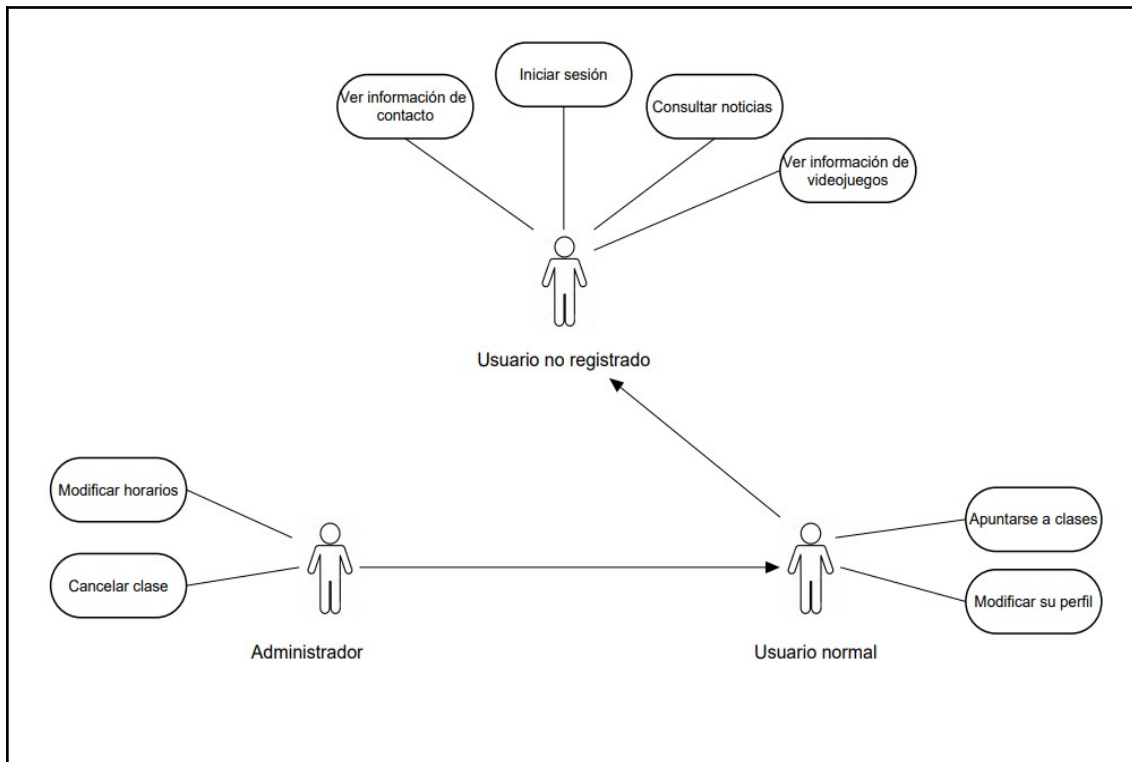 Iniciar sesión
Ver información de
contacto
Consultar noticias
Ver información de
videojuegos
Usuario no registrado
Modificar horarios
Cancelar clase
Administrador
Apuntarse a clases
Modificar su perfil
Usuario normal